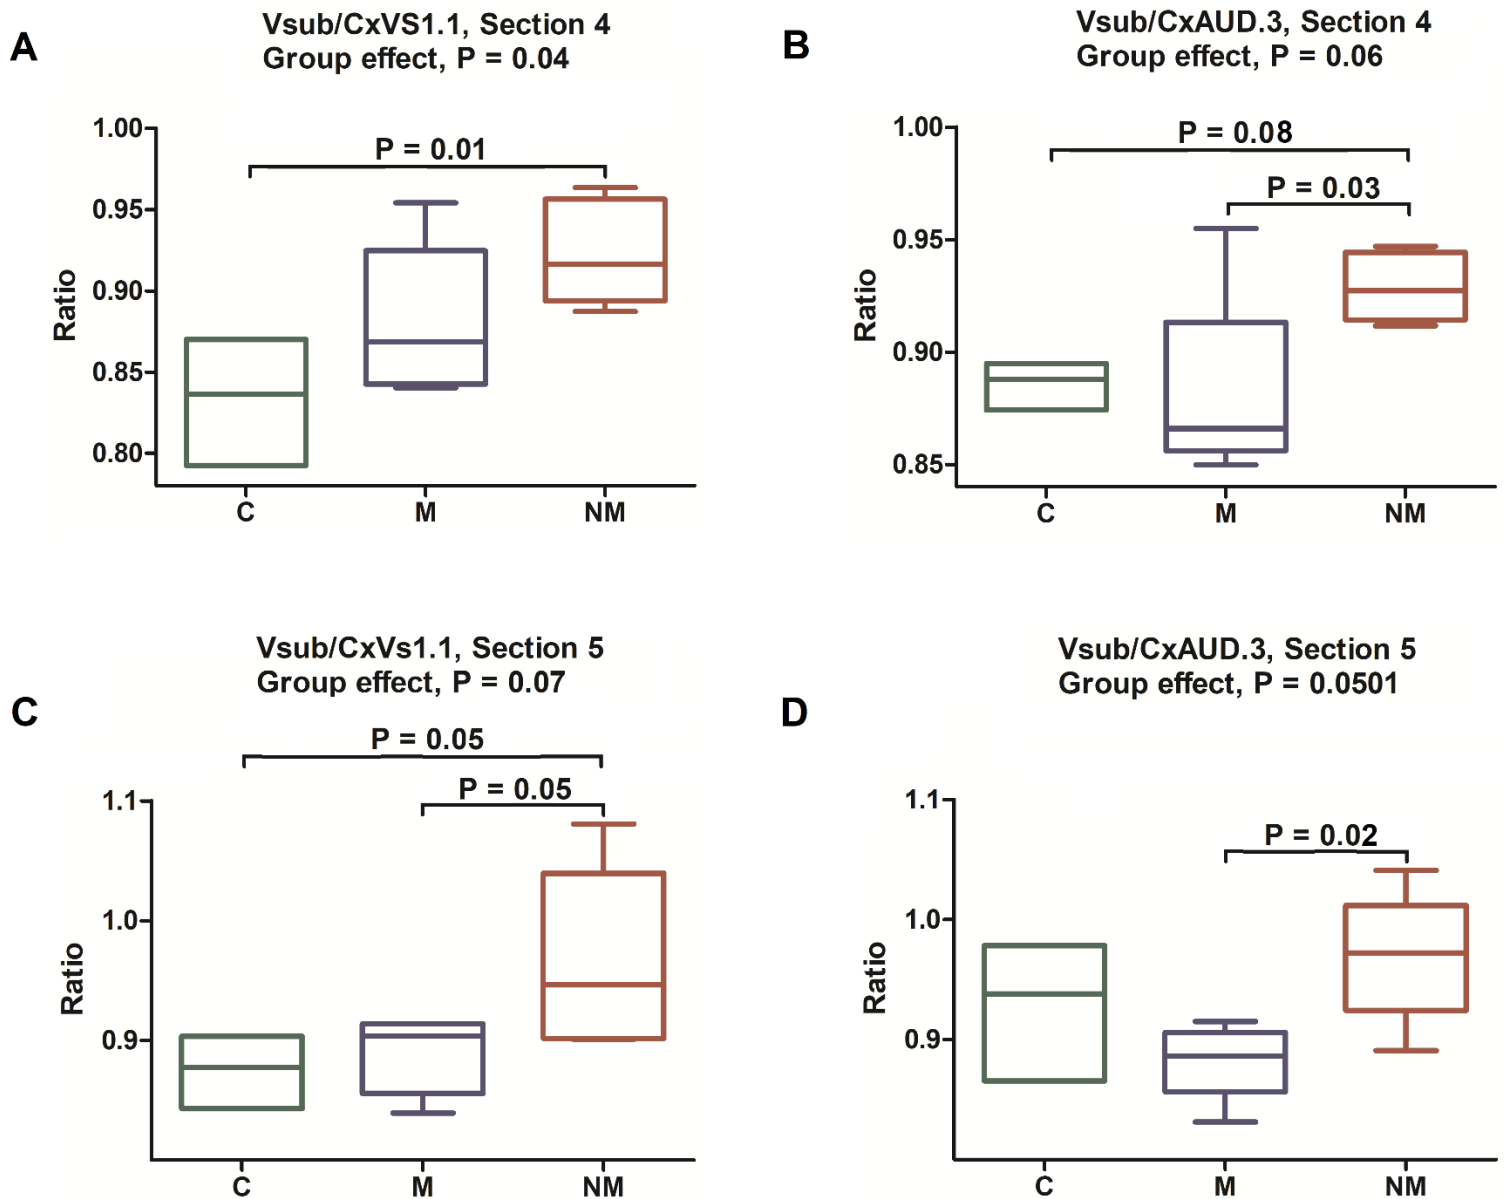 A
Vsub/CxVS1.1, Section 4
Group effect, P = 0.04
P = 0.01
1.00
0.95
0.90
0.85
0.80
Ratio
C
M
NM
B
Vsub/CxAUD.3, Section 4
Group effect, P = 0.06
P = 0.08
P = 0.03
1.00
0.95
0.90
0.85
Ratio
C
M
NM
C
Vsub/CxVs1.1, Section 5
Group effect, P = 0.07
P = 0.05
P = 0.05
1.1
1.0
0.9
Ratio
C
M
NM
D
Vsub/CxAUD.3, Section 5
Group effect, P = 0.0501
P = 0.02
1.1
1.0
0.9
Ratio
C
M
NM